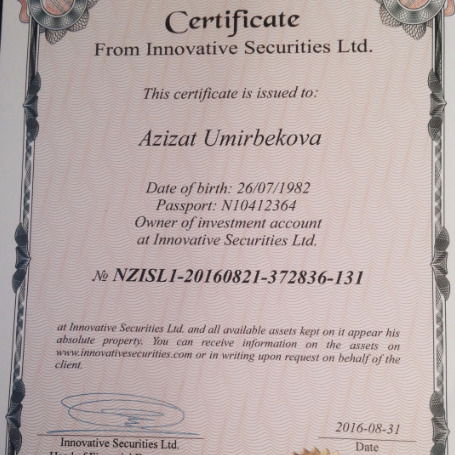 Certificate
From Innovative Securities Ltd.
This certificate is issued to:
Azizat Umirbekova
Date of birth: 26/07/1982
Passport: N10412364
Owner of investment account
at Innovative Securities Ltd.
№ NZISL1-20160821-372836-131
at Innovative Securities Ltd. and all available assets kept on it appear his
absolute property. You can receive information on the assets on
www.innovativesecurities.com or in writing upon request on behalf of the
client.
2016-08-31
Innovative Securities Ltd.
Date
Head of Financial